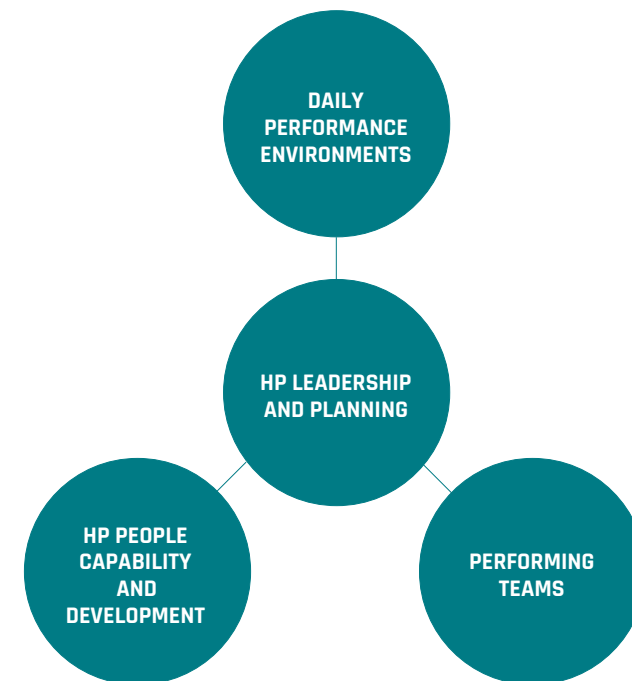 DAILY
PERFORMANCE
ENVIRONMENTS
HP LEADERSHIP
AND PLANNING
HP PEOPLE
CAPABILITY
AND
DEVELOPMENT
PERFORMING
TEAMS